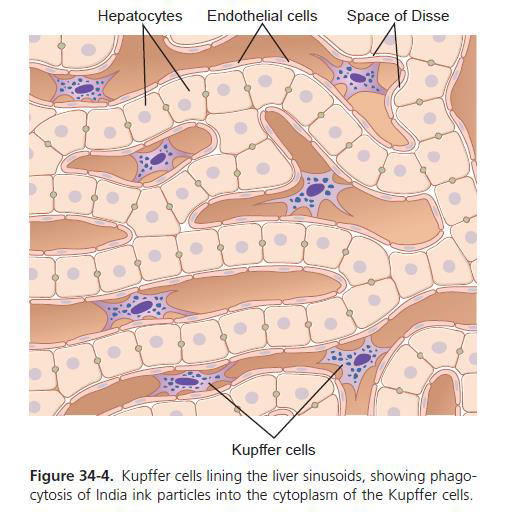 Hepatocytes Endothelial cells Space of Disse
Kupffer cells
Figure 34-4. Kupffer cells lining the liver sinusoids, showing phago-
cytosis of India ink particles into the cytoplasm of the Kupffer cells.